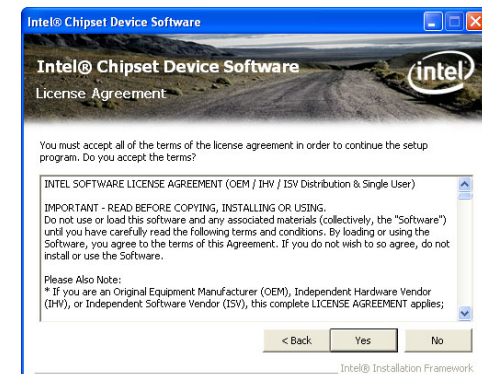 Intel® Chipset Device Software
Intel® Chipset Device Software
intel®
License Agreement
You must accept all of the terms of the license agreement in order to continue the setup
program. Do you accept the terms?
INTEL SOFTWARE LICENSE AGREEMENT (OEM / IHV / ISV Distribution & Single User)
IMPORTANT - READ BEFORE COPYING, INSTALLING OR USING.
Do not use or load this software and any associated materials (collectively, the "Software")
until you have carefully read the following terms and conditions. By loading or using the
Software, you agree to the terms of this Agreement. If you do not wish to so agree, do not
install or use the Software.
Please Also Note:
* If you are an Original Equipment Manufacturer (OEM), Independent Hardware Vendor
(IHV), or Independent Software Vendor (ISV), this complete LICENSE AGREEMENT applies;
< Back Yes No
Intel® Installation Framework